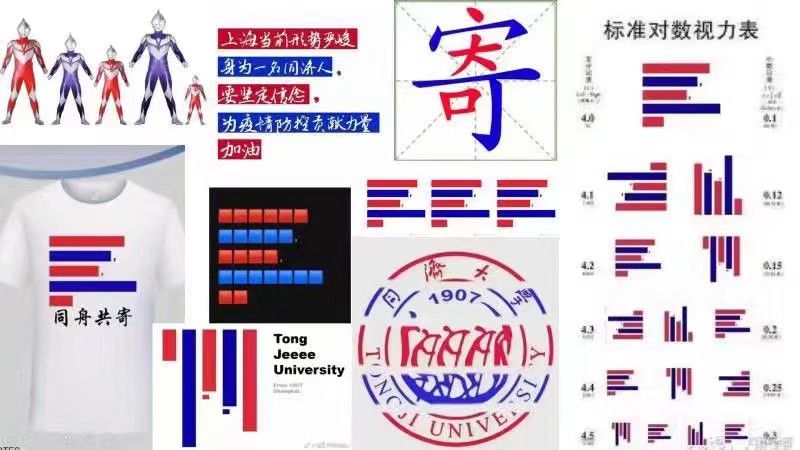 上海当前形势严峻
身为一名同济人,
要坚定信念,
为疫情防控贡献力量
加油
寄
标准对数视力表
4.0
0.1
4.1
0.12
4.2
0.15
4.3
0.2
4.4
0.25
4.5
0.3
同舟共寄
Tong
Jeeee
University
From 1907
Shanghai.
同濟大學
1907
TONGJI UNIVERSITY